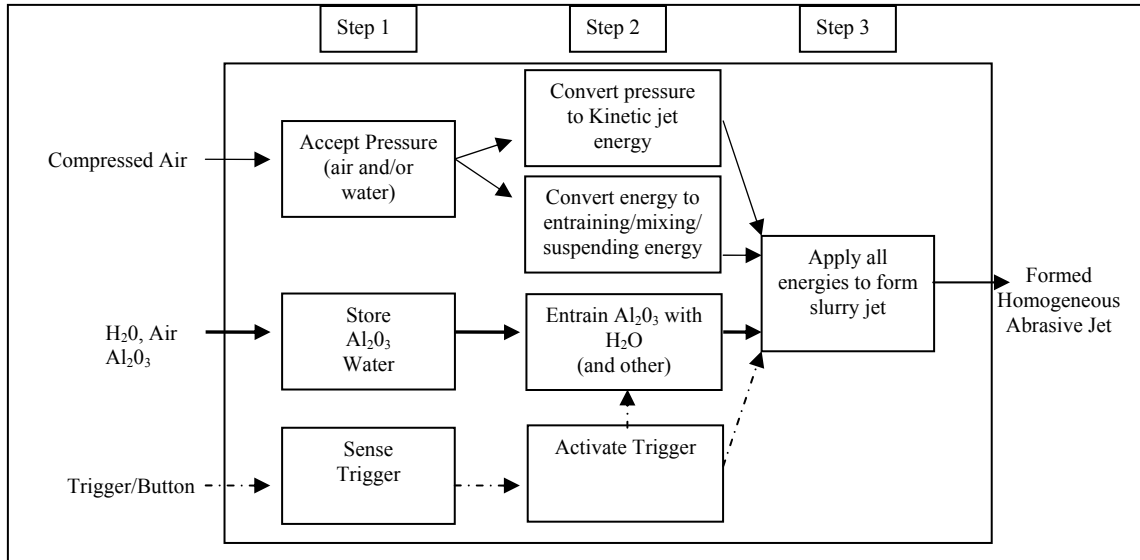 Step 1
Step 2
Step 3
Compressed Air
Accept Pressure
(air and/or
water)
Convert pressure
to Kinetic jet
energy
Convert energy to
entraining/mixing/
suspending energy
Apply all
energies to form
slurry jet
Formed
Homogeneous
Abrasive Jet
H₂0, Air
Al₂0₃
Store
Al₂0₃
Water
Entrain Al₂0₃ with
H₂O
(and other)
Trigger/Button
Sense
Trigger
Activate Trigger